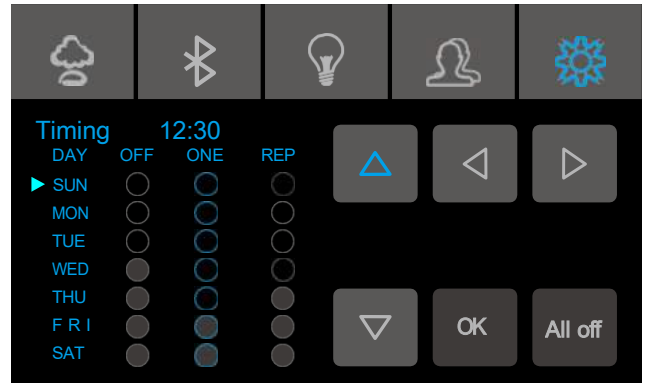 Timing 12:30
DAY OFF ONE REP
SUN
MON
TUE
WED
THU
F R I
SAT
OK
All off